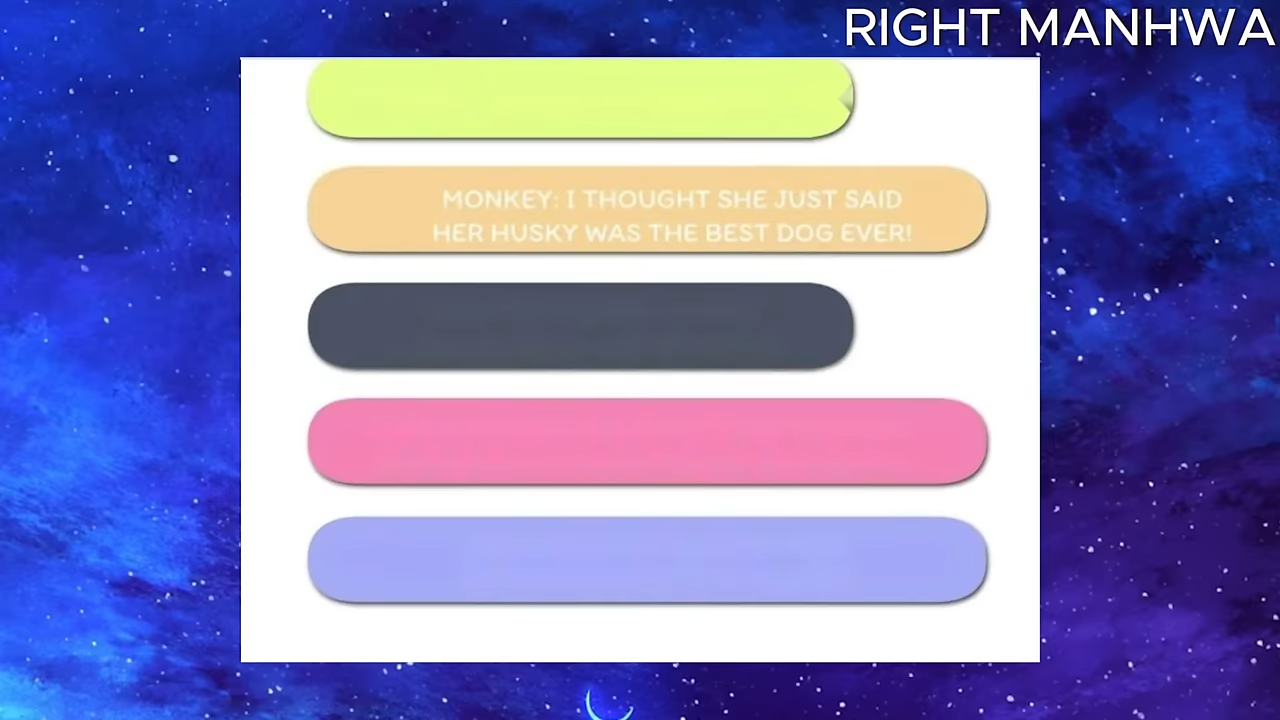 RIGHT MANHWA
MONKEY: I THOUGHT SHE JUST SAID
HER HUSKY WAS THE BEST DOG EVER!